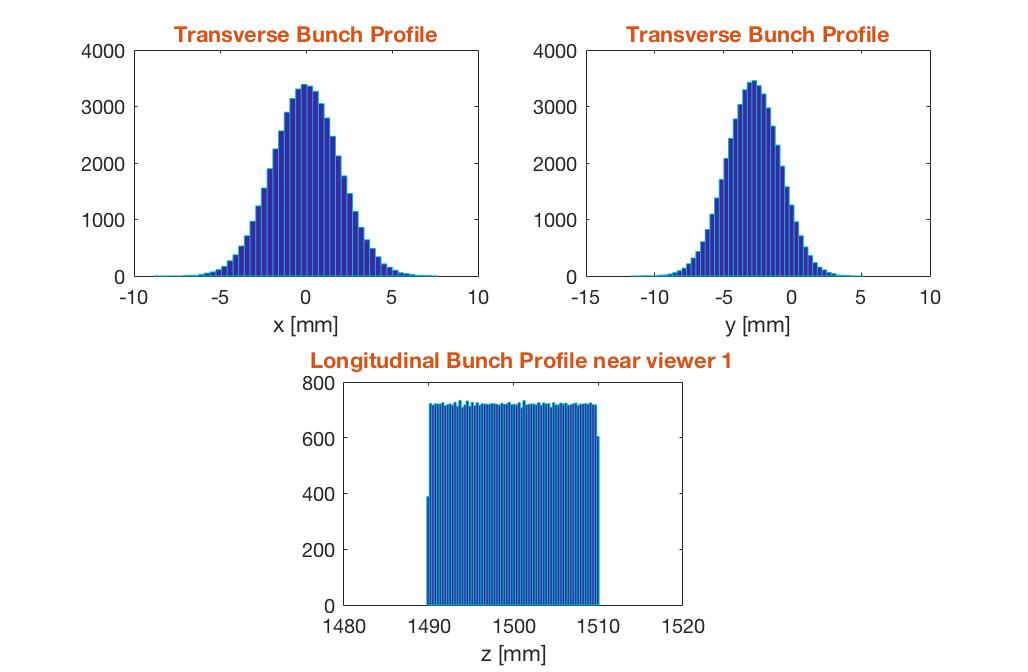 Transverse Bunch Profile
4000
3000
2000
1000
0
-10 -5 0 5 10
x [mm]
Transverse Bunch Profile
4000
3000
2000
1000
0
-15 -10 -5 0 5 10
y [mm]
Longitudinal Bunch Profile near viewer 1
800
600
400
200
0
1480 1490 1500 1510 1520
z [mm]